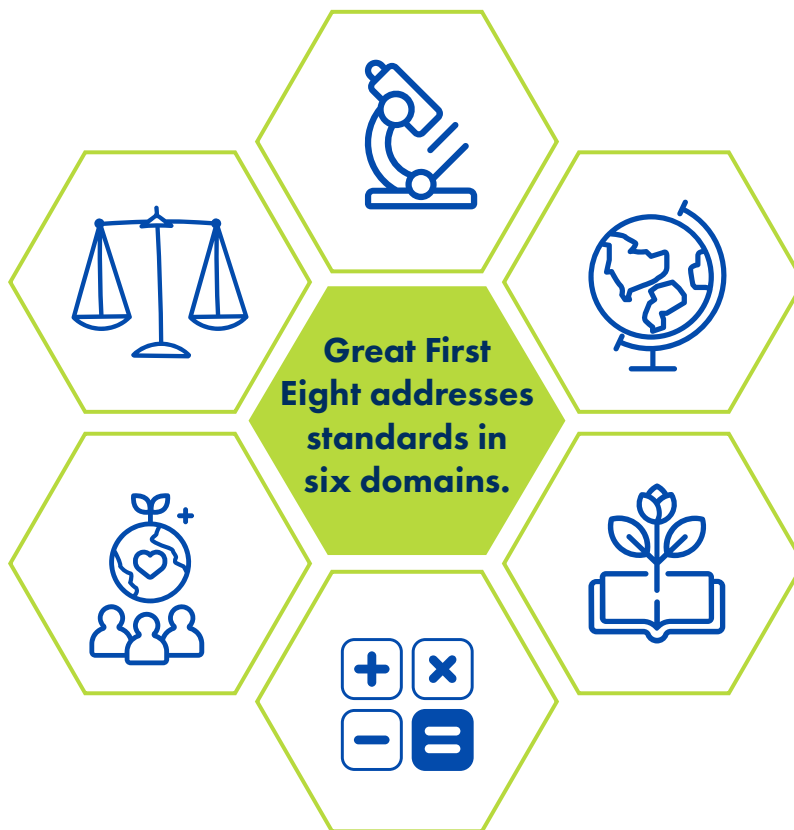 Great First
Eight addresses
standards in
six domains.